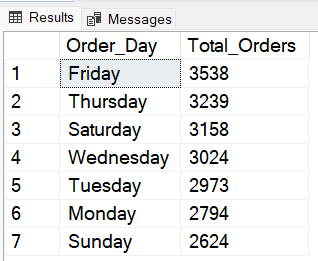 Results Messages
Order_Day Total_Orders
1 Friday 3538
2 Thursday 3239
3 Saturday 3158
4 Wednesday 3024
5 Tuesday 2973
6 Monday 2794
7 Sunday 2624